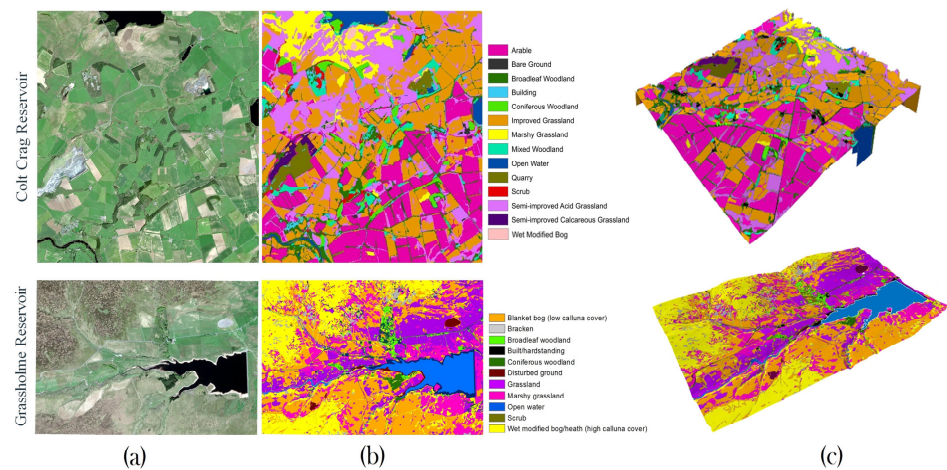 Colt Crag Reservoir
Arable
Bare Ground
Broadleaf Woodland
Building
Coniferous Woodland
Improved Grassland
Marshy Grassland
Mixed Woodland
Open Water
Quarry
Scrub
Semi-improved Acid Grassland
Semi-improved Calcareous Grassland
Wet Modified Bog
Grassholme Reservoir
Blanket bog (low calluna cover)
Bracken
Broadleaf woodland
Built/hardstanding
Coniferous woodland
Disturbed ground
Grassland
Marshy grassland
Open water
Scrub
Wet modified bog/heath (high calluna cover)
(a) (b) (c)